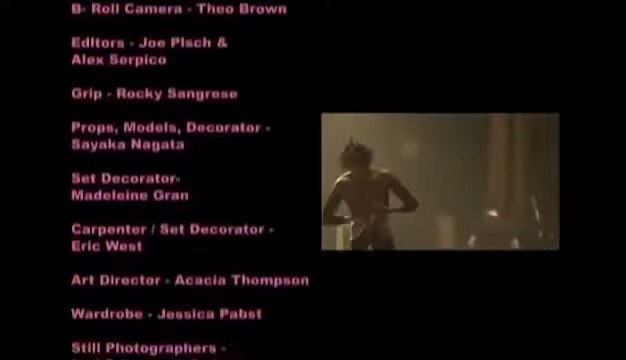 B- Roll Camera - Theo Brown
Editors - Joe Pisch &
Alex Serpico
Grip - Rocky Sangrese
Props, Models, Decorator -
Sayaka Nagata
Set Decorator-
Madeleine Gran
Carpenter / Set Decorator -
Eric West
Art Director - Acacia Thompson
Wardrobe - Jessica Pabst
Still Photographers -